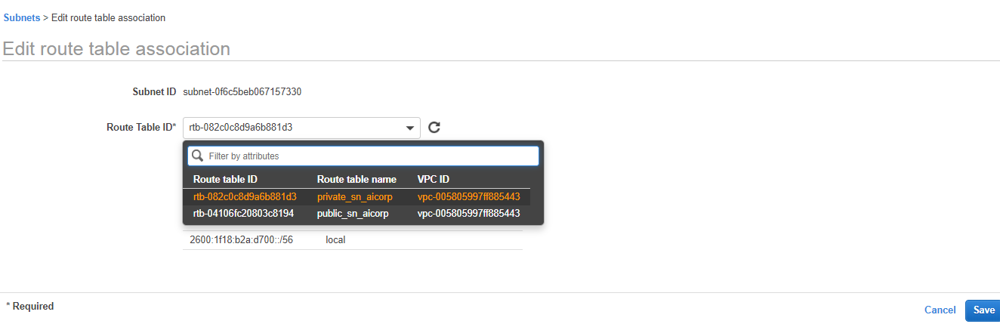 Subnets > Edit route table association
Edit route table association
Subnet ID subnet-0f6c5beb067157330
Route Table ID* rtb-082c0c8d9a6b881d3
Filter by attributes
Route table ID Route table name VPC ID
rtb-082c0c8d9a6b881d3 private_sn_aicorp vpc-005805997ff885443
rtb-04106fc20803c8194 public_sn_aicorp vpc-005805997ff885443
2600:1f18:b2a:d700::/56 local
* Required
Cancel Save